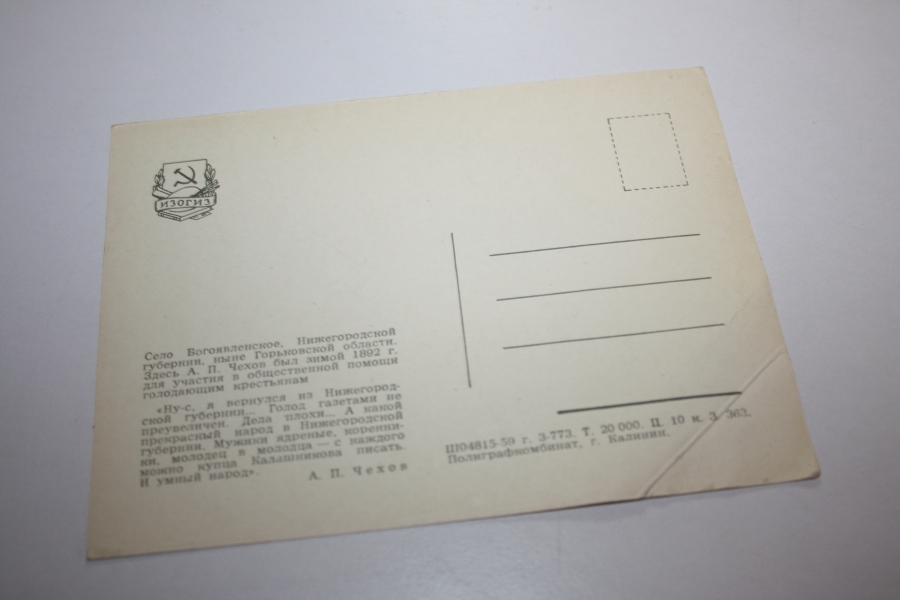 ИЗОГИЗ
Село Богоявленское, Нижегородской
губернии, ныне Горьковской области.
Здесь А. П. Чехов был зимой 1892 г.
для участия в общественной помощи
голодающим крестьянам
«Ну-с, я вернулся из Нижегород-
ской губернии... Голод газетами не
преувеличен. Дела плохи... А какой
прекрасный народ в Нижегородской
губернии. Мужики ядреные, коренни-
ки, молодец в молодца — с каждого
можно купца Калашникова писать.
И умный народ».
А. П. Чехов
Ш04815-59 г. З-773. Т. 20 000. Ц. 10 к. З. 363.
Полиграфкомбинат, г. Калинин.